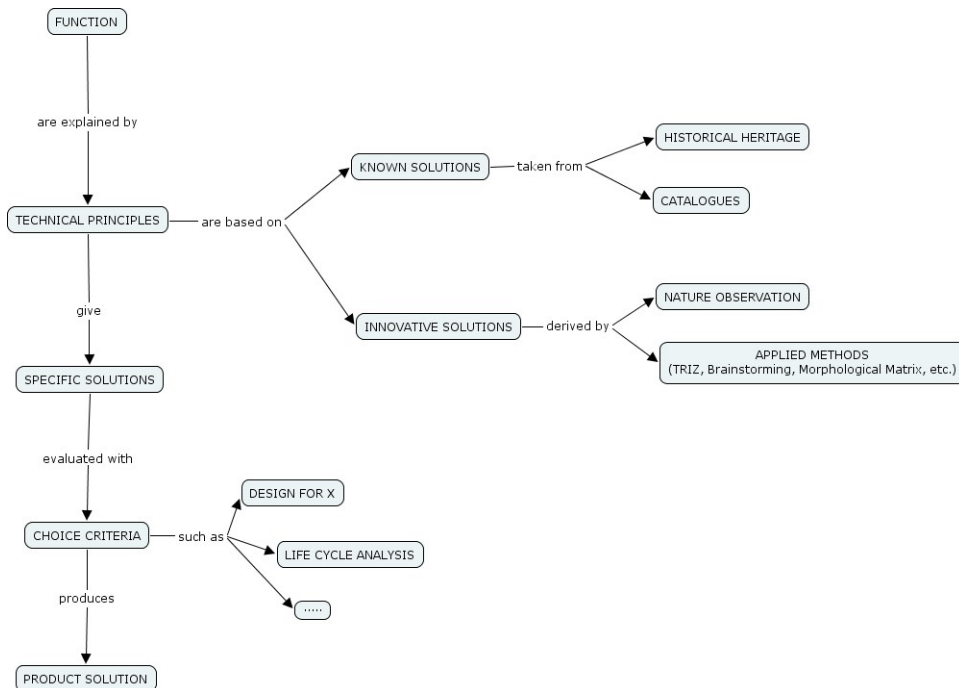 FUNCTION
are explained by
HISTORICAL HERITAGE
KNOWN SOLUTIONS
taken from
CATALOGUES
TECHNICAL PRINCIPLES
are based on
NATURE OBSERVATION
give
INNOVATIVE SOLUTIONS
derived by
APPLIED METHODS
(TRIZ, Brainstorming, Morphological Matrix, etc.)
SPECIFIC SOLUTIONS
evaluated with
DESIGN FOR X
CHOICE CRITERIA
such as
LIFE CYCLE ANALYSIS
produces
.....
PRODUCT SOLUTION